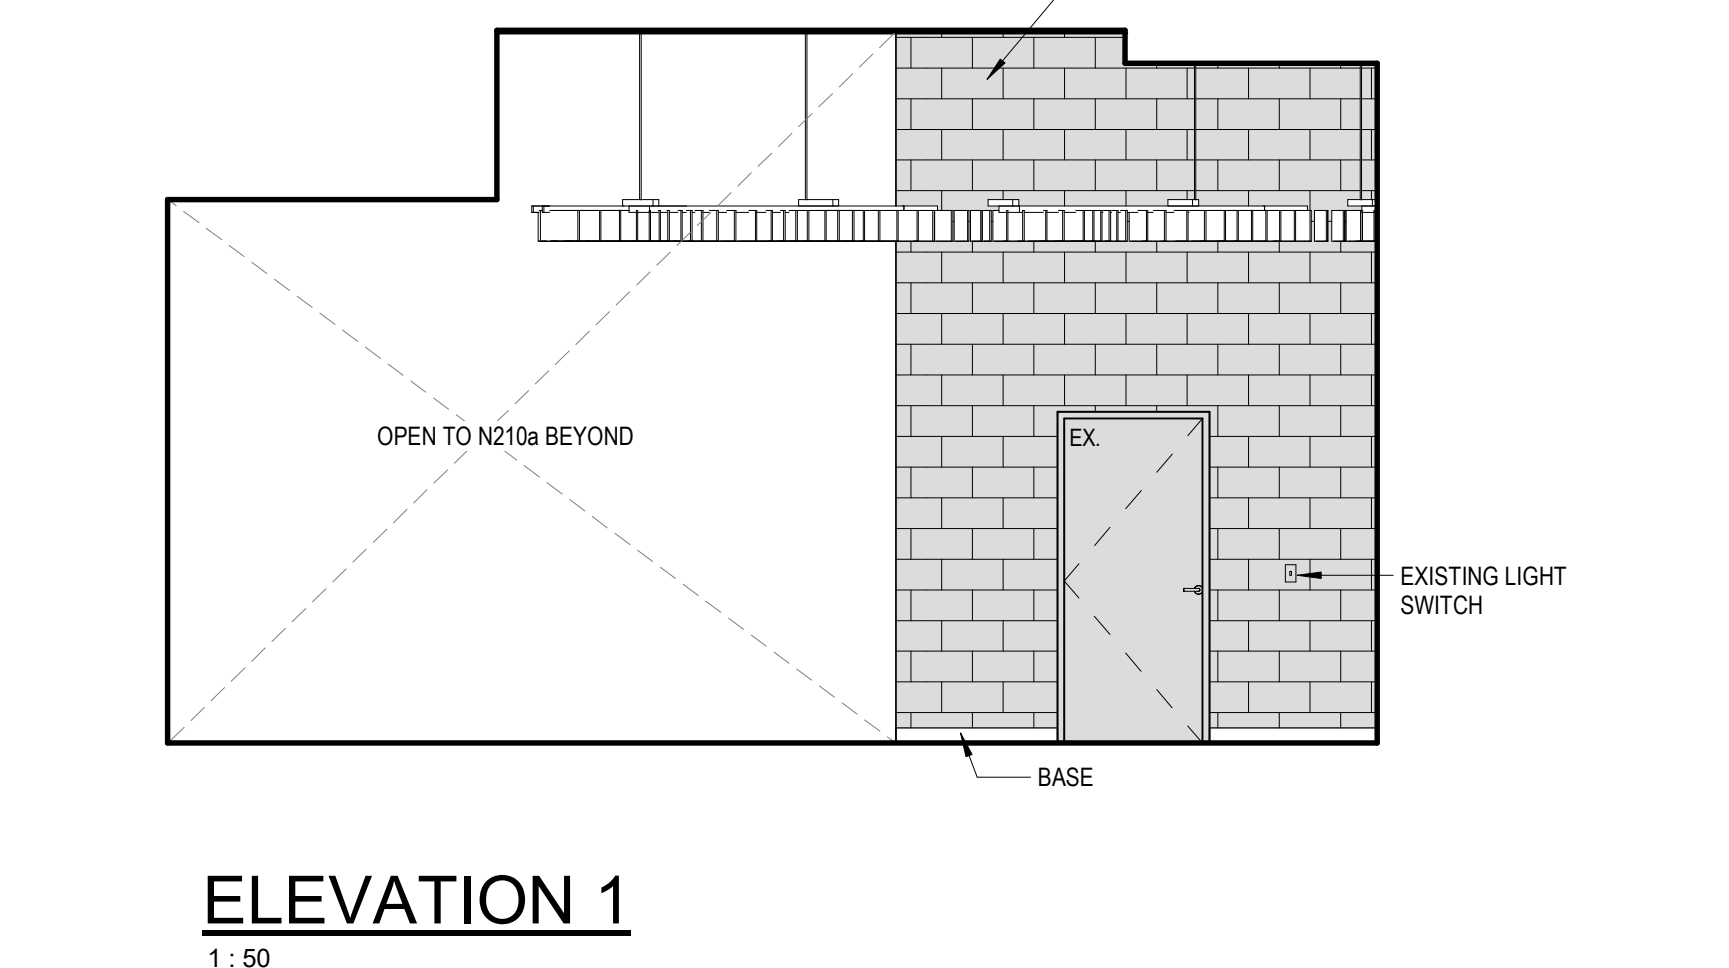 OPEN TO N210a BEYOND
EX.
EXISTING LIGHT
SWITCH
BASE
ELEVATION 1
1 : 50